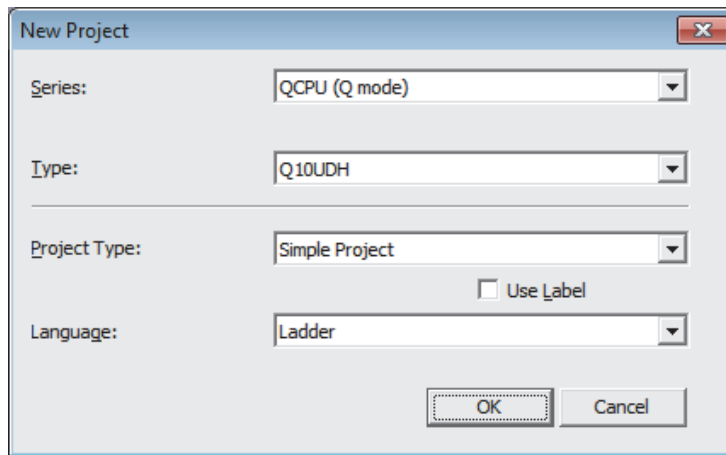 New Project
Series: QCPU (Q mode)
Type: Q10UDH
Project Type: Simple Project
Use Label
Language: Ladder
OK Cancel